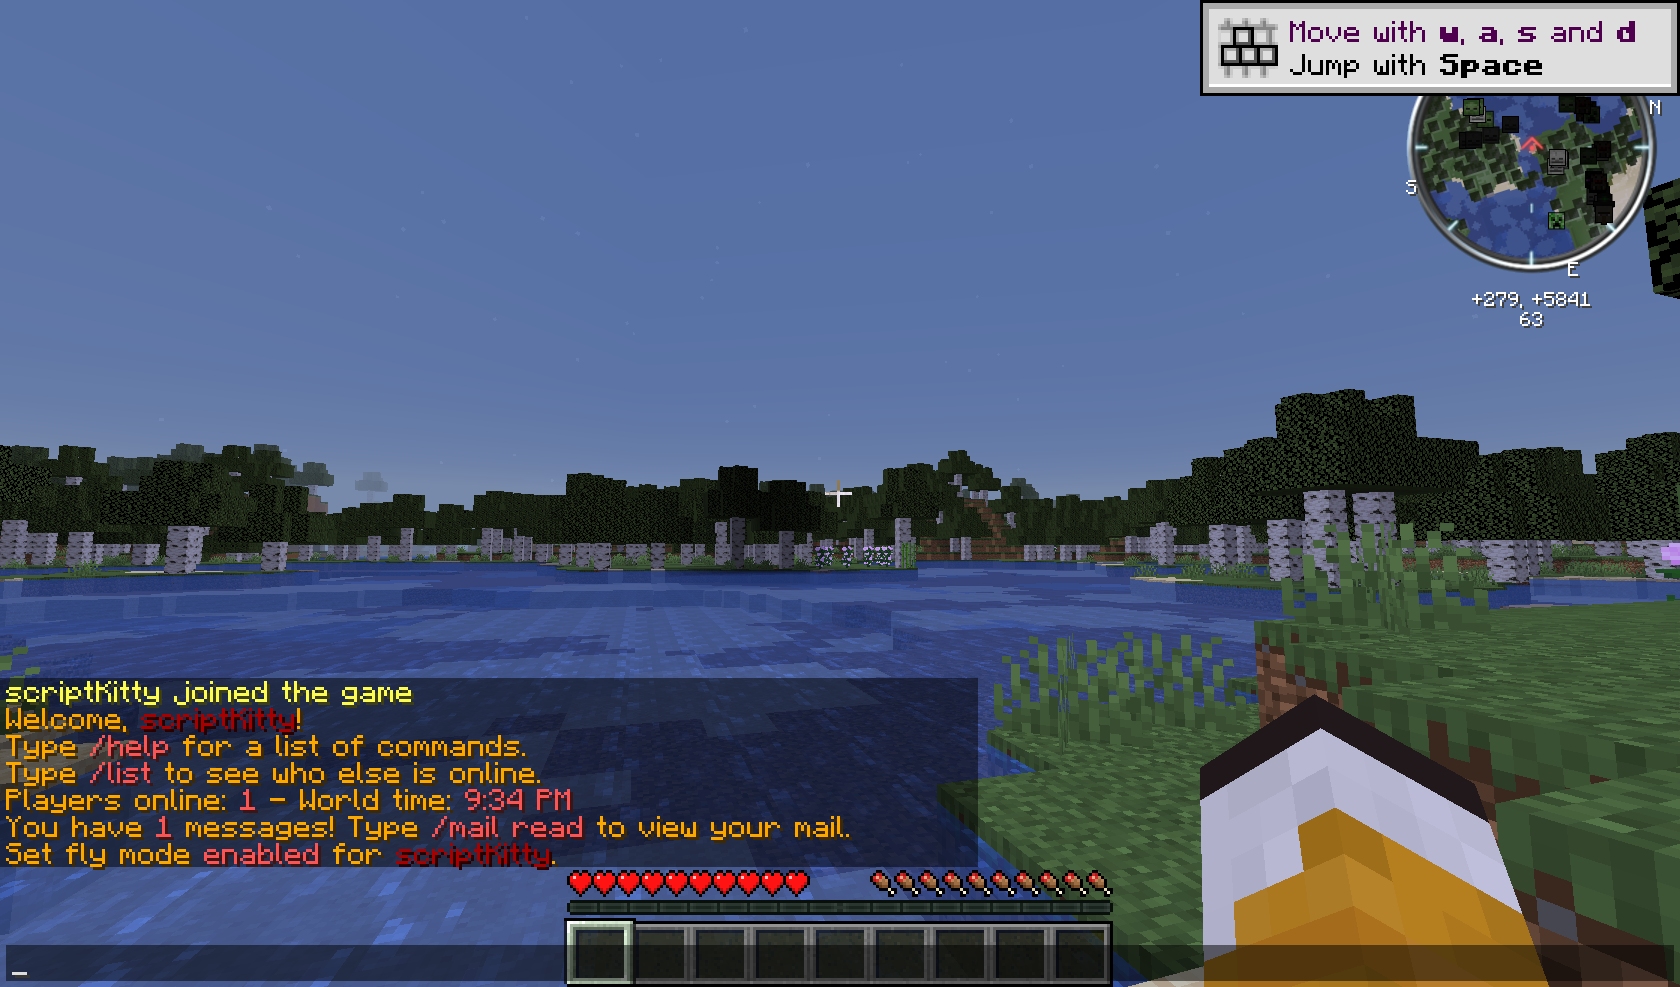 Move with w, a, s and d
Jump with Space
N
S
E
+279, +5841
63
scriptKitty joined the game
Welcome, scriptKitty!
Type /help for a list of commands.
Type /list to see who else is online.
Players online: 1 - World time: 9:34 PM
You have 1 messages! Type /mail read to view your mail.
Set fly mode enabled for scriptKitty.
_